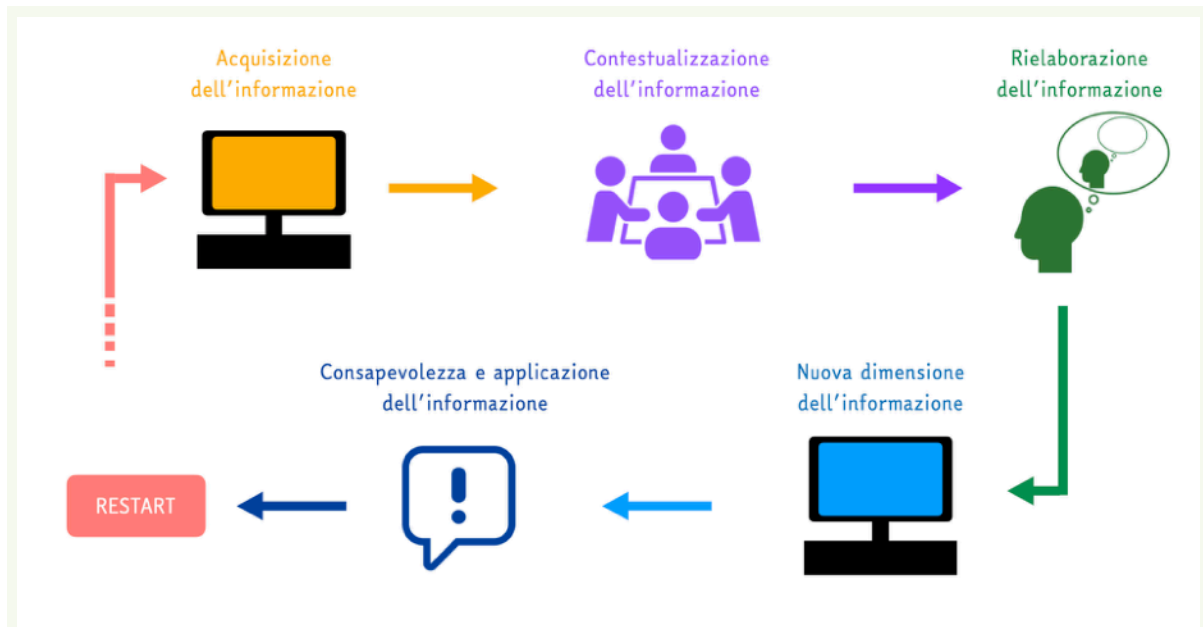 Acquisizione
dell'informazione
Contestualizzazione
dell'informazione
Rielaborazione
dell'informazione
Consapevolezza e applicazione
dell'informazione
Nuova dimensione
dell'informazione
RESTART